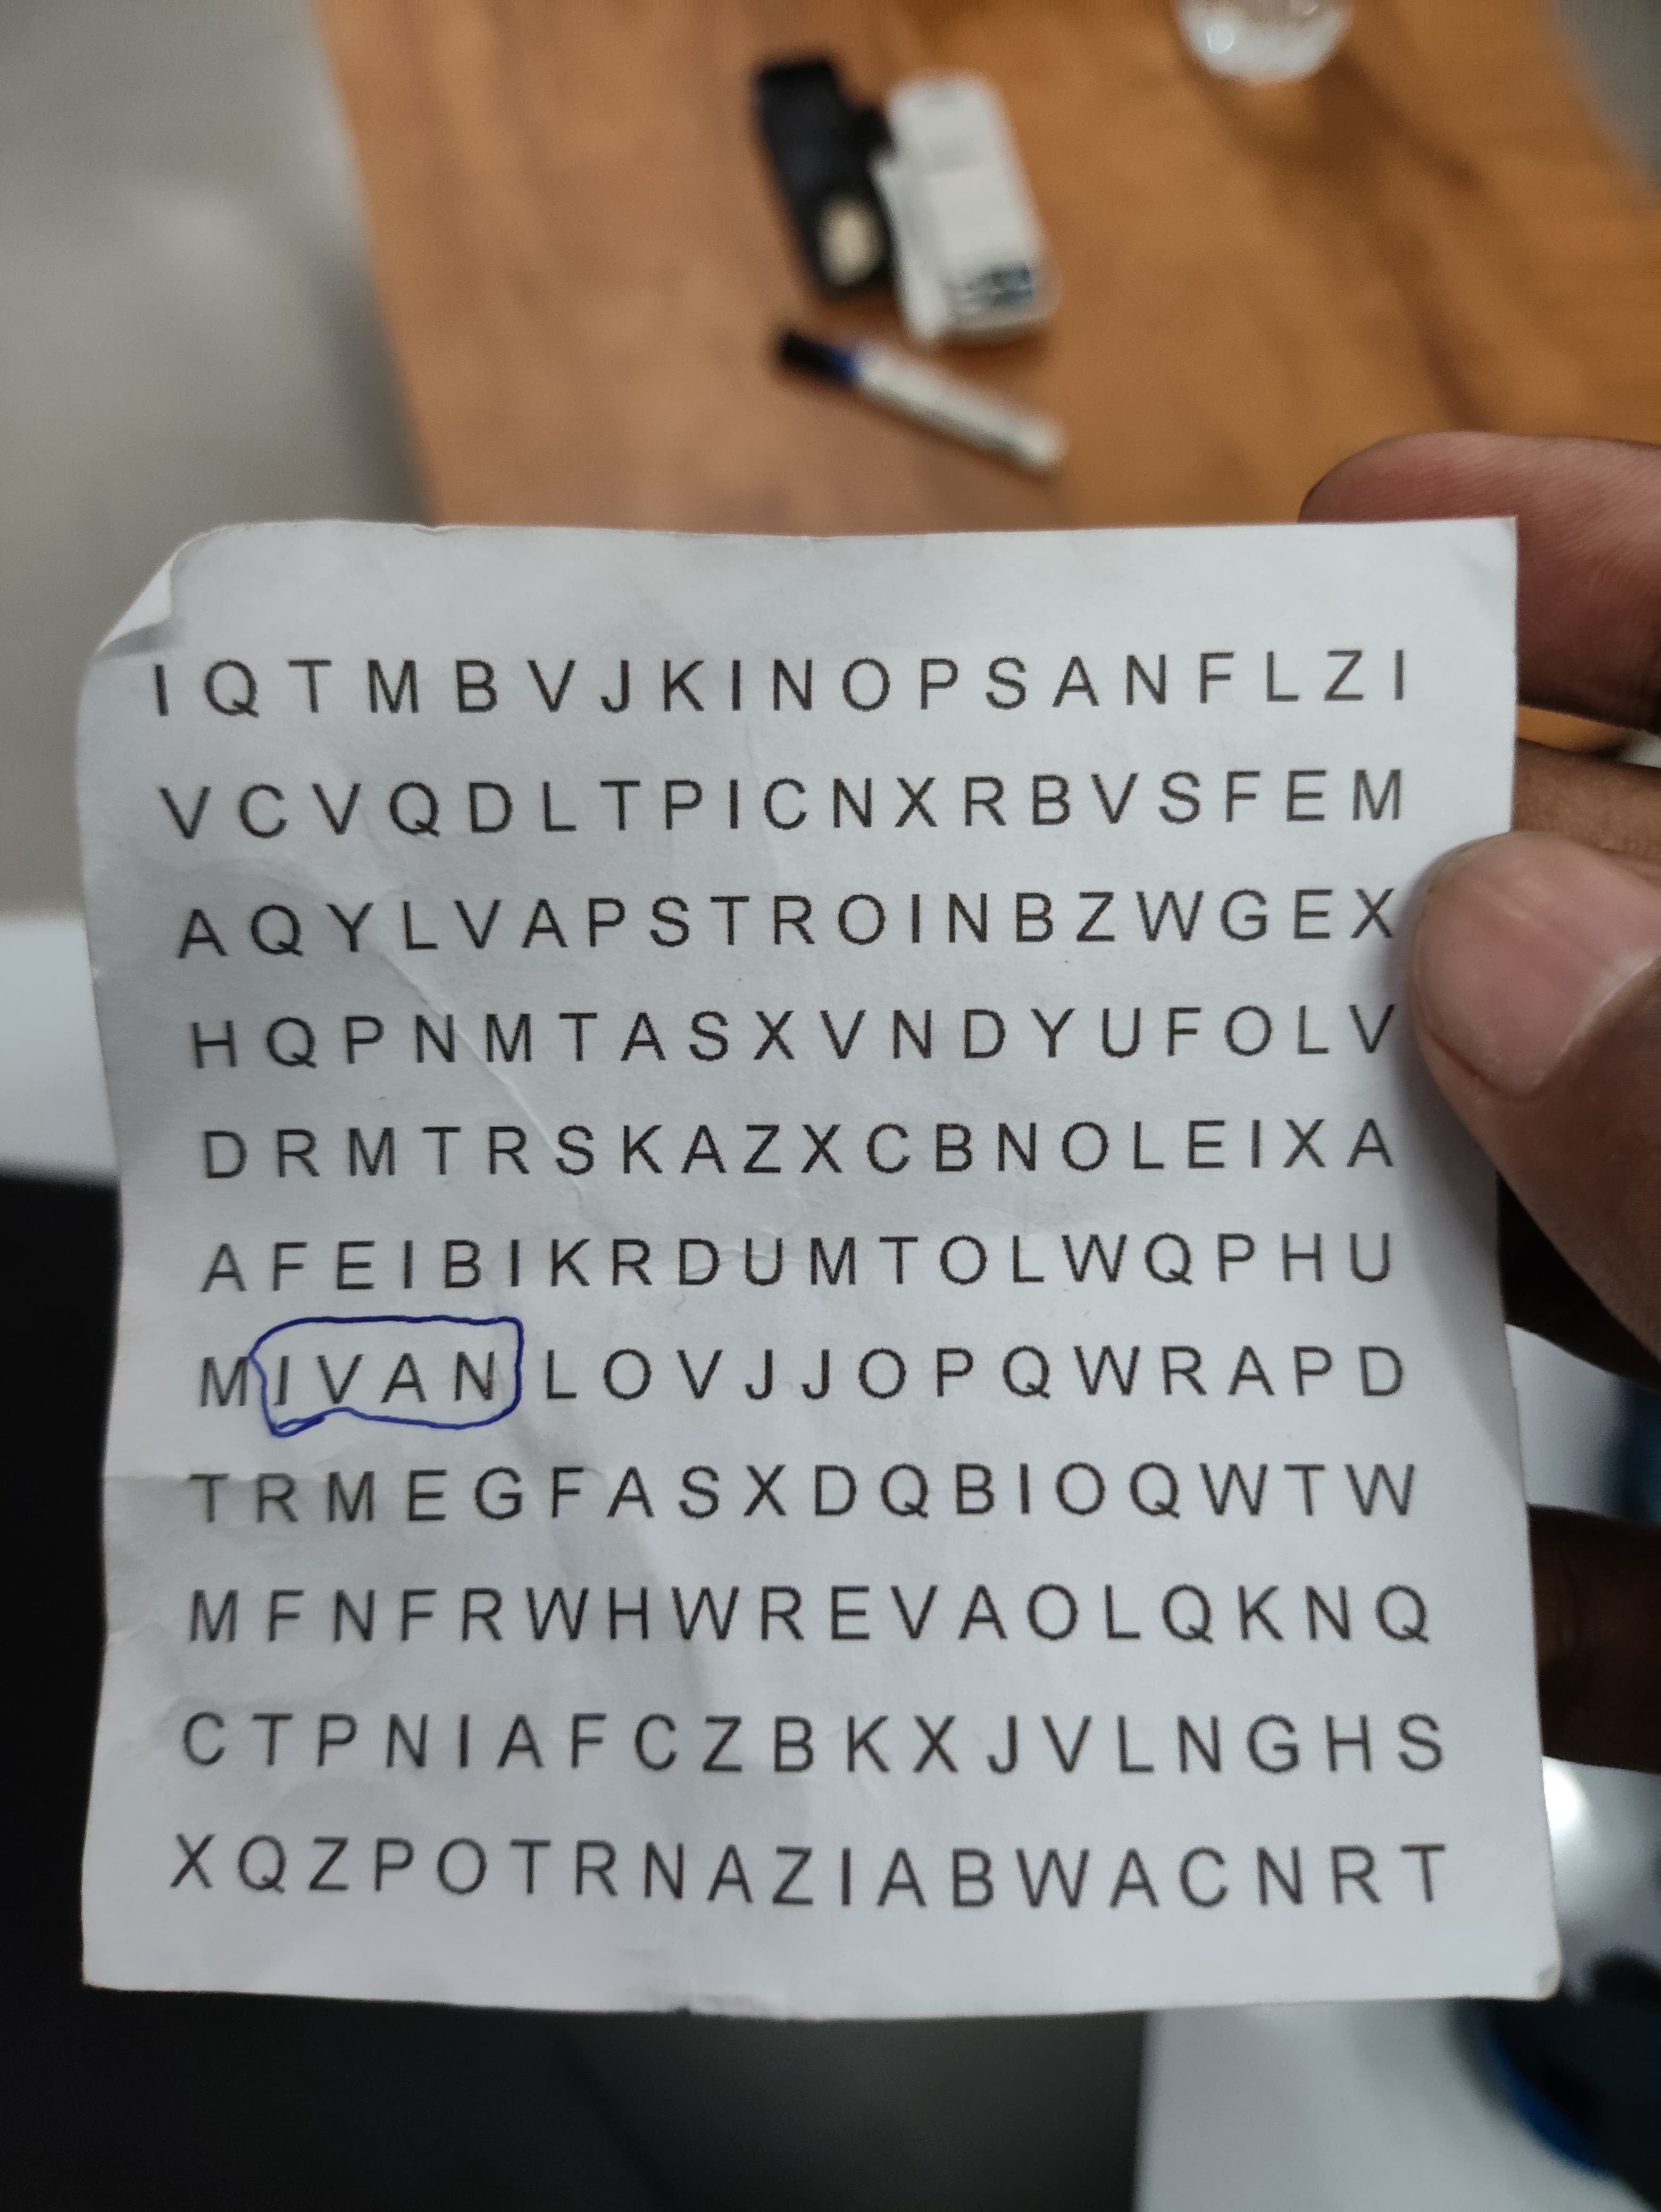 I Q T M B V J K I N O P S A N F L Z I
V C V Q D L T P I C N X R B V S F E M
A Q Y L V A P S T R O I N B Z W G E X
H Q P N M T A S X V N D Y U F O L V
D R M T R S K A Z X C B N O L E I X A
A F E I B I K R D U M T O L W Q P H U
M I V A N L O V J J O P Q W R A P D
T R M E G F A S X D Q B I O Q W T W
M F N F R W H W R E V A O L Q K N Q
C T P N I A F C Z B K X J V L N G H S
X Q Z P O T R N A Z I A B W A C N R T